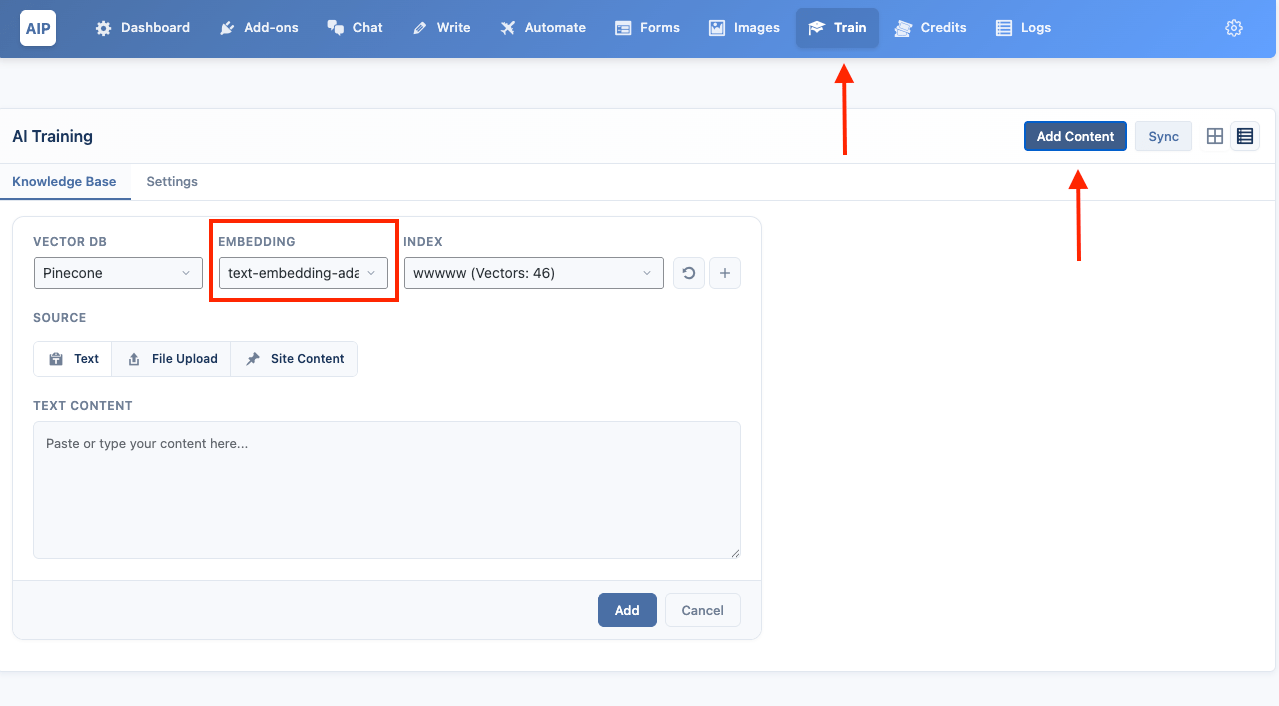 AIP Dashboard Add-ons Chat Write Automate Forms Images Train Credits Logs
AI Training Add Content Sync
Knowledge Base Settings
VECTOR DB EMBEDDING INDEX
Pinecone text-embedding-ada wwwww (Vectors: 46)
SOURCE
Text File Upload Site Content
TEXT CONTENT
Paste or type your content here...
Add Cancel